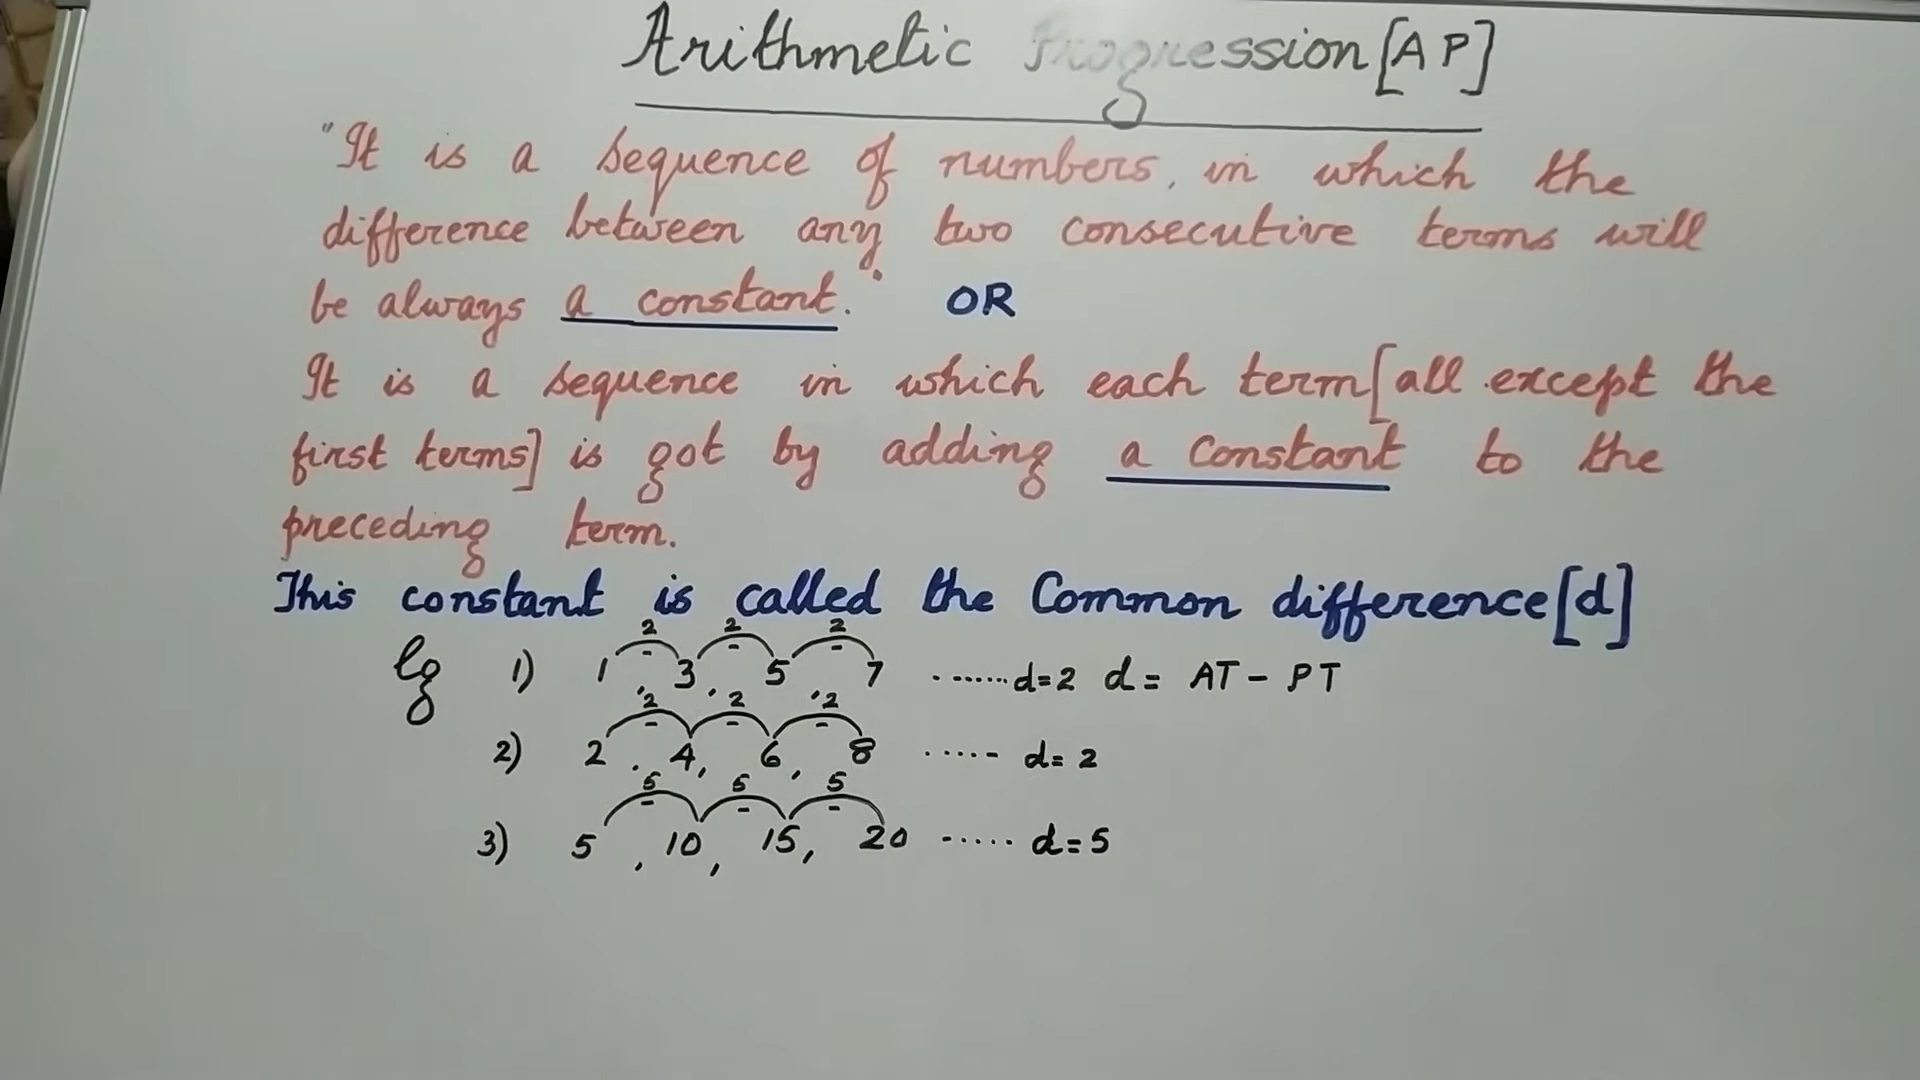 Arithmetic Progression [AP]
"It is a sequence of numbers, in which the
difference between any two consecutive terms will
be always a constant." OR
It is a sequence in which each term [all except the
first terms] is got by adding a constant to the
preceding term.
This constant is called the Common difference [d]
2 2 2
Eg 1) 1, 3, 5, 7 ....... d=2 d= AT - PT
2 2 2
2) 2, 4, 6, 8 ..... d=2
5 5 5
3) 5, 10, 15, 20 ..... d=5